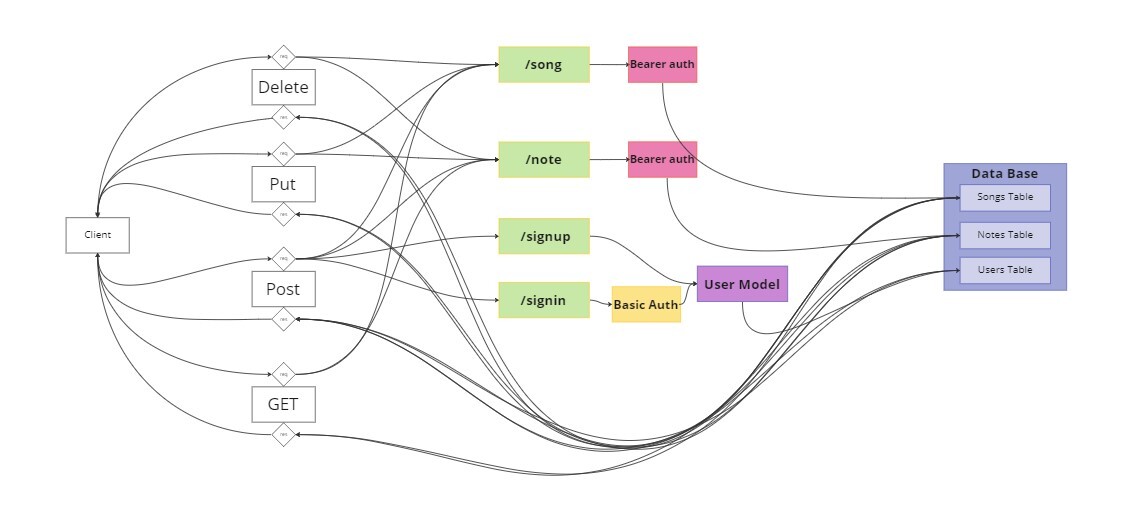 req
Delete
res
req
Put
res
Client
req
Post
res
req
GET
res
/song
Bearer auth
/note
Bearer auth
/signup
/signin
Basic Auth
User Model
Data Base
Songs Table
Notes Table
Users Table